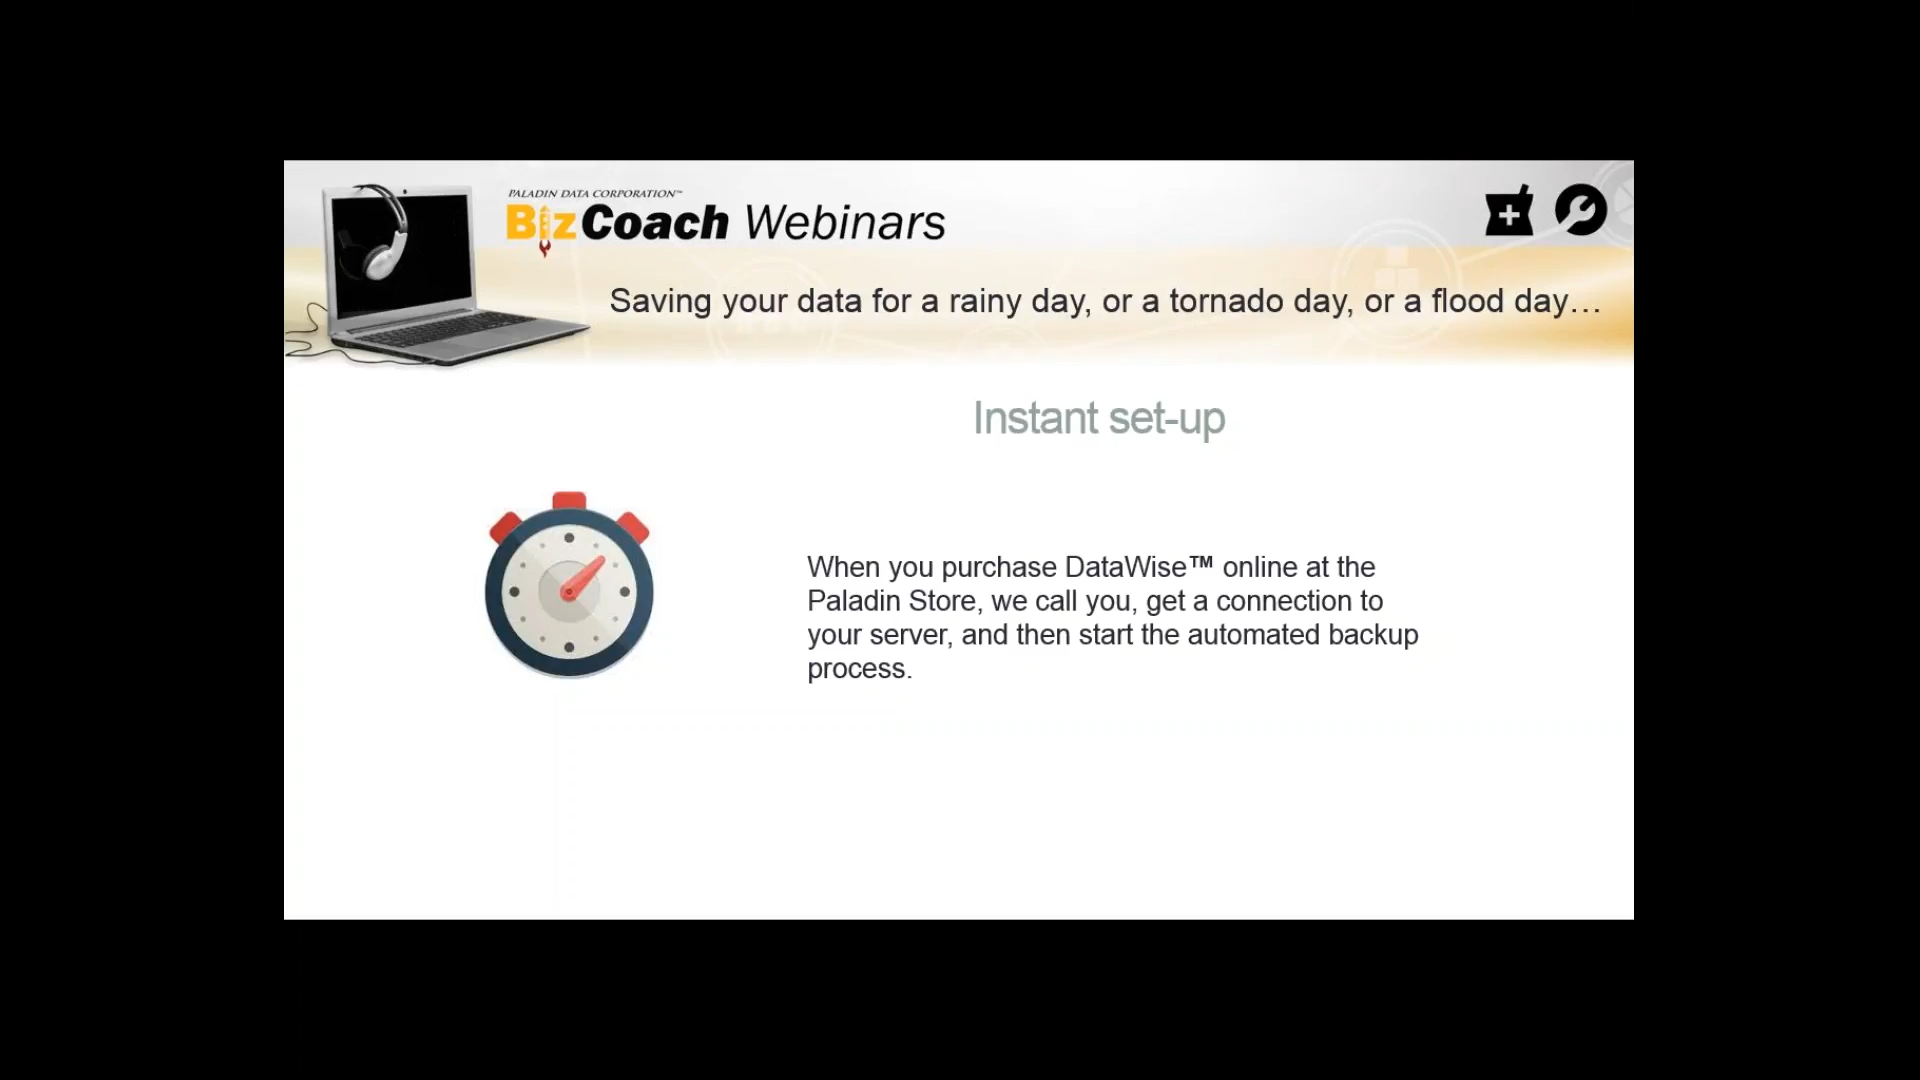 PALADIN DATA CORPORATION™
BizCoach Webinars
Saving your data for a rainy day, or a tornado day, or a flood day…
Instant set-up
When you purchase DataWise™ online at the
Paladin Store, we call you, get a connection to
your server, and then start the automated backup
process.